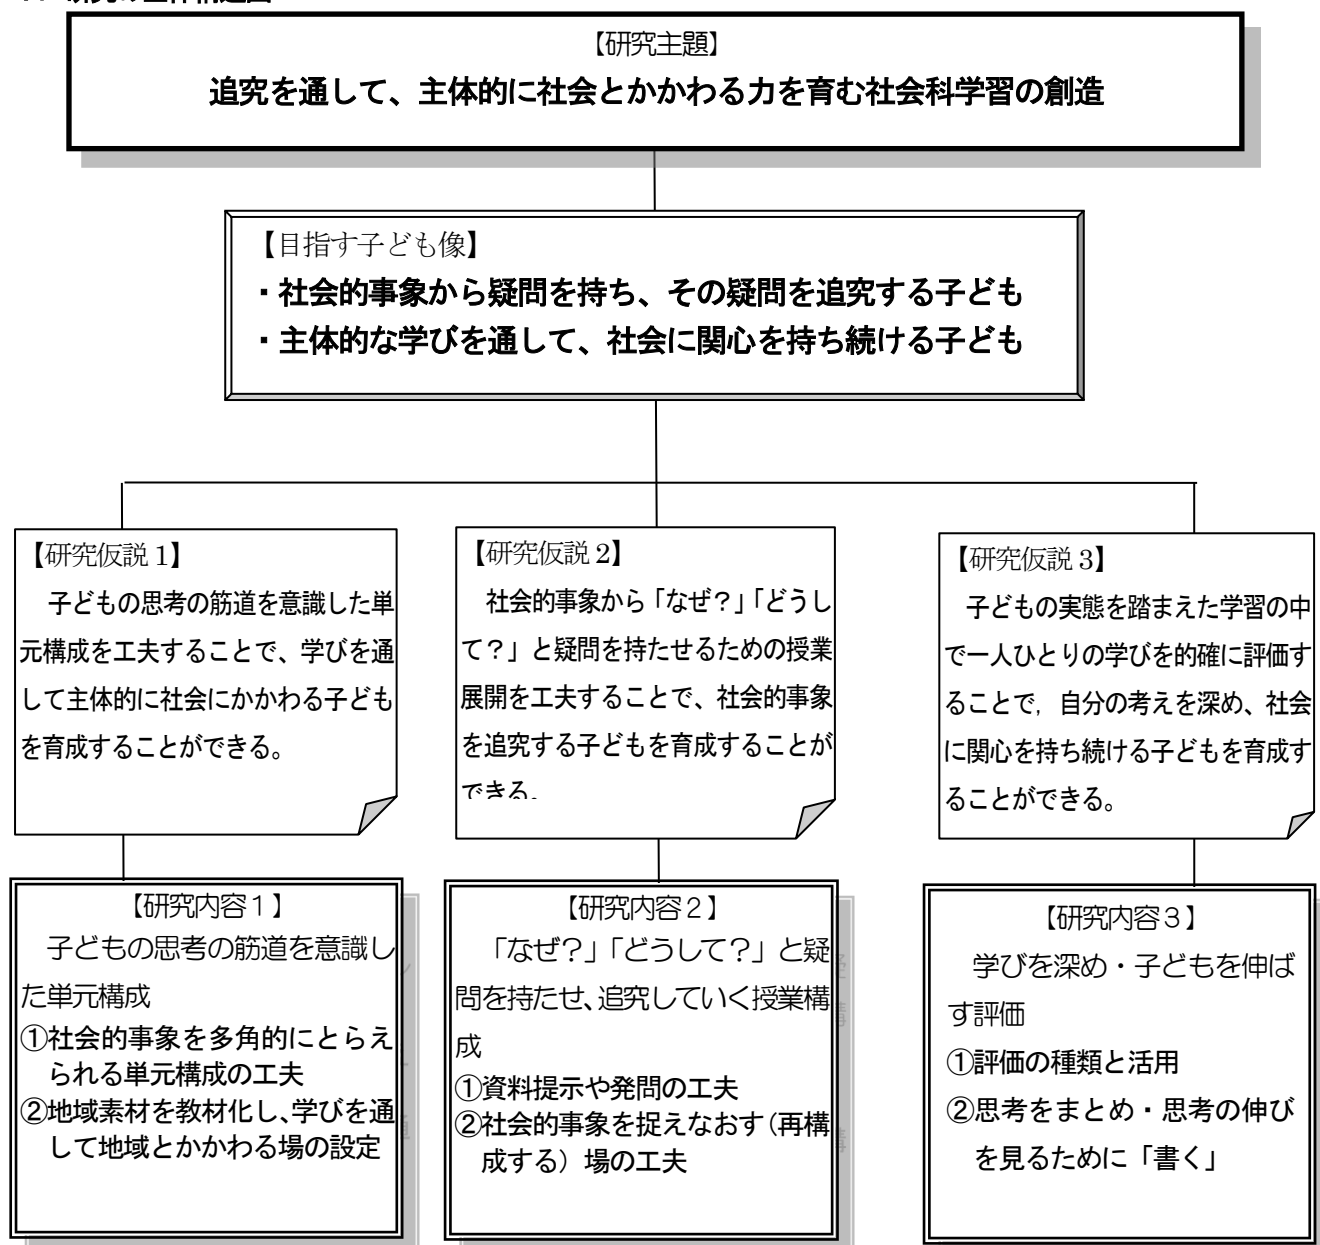 【研究主題】
追究を通して、主体的に社会とかかわる力を育む社会科学習の創造
【目指す子ども像】
・社会的事象から疑問を持ち、その疑問を追究する子ども
・主体的な学びを通して、社会に関心を持ち続ける子ども
【研究仮説 1】
子どもの思考の筋道を意識した単
元構成を工夫することで、学びを通
して主体的に社会にかかわる子ども
を育成することができる。
【研究仮説 2】
社会的事象から「なぜ?」「どうし
て?」と疑問を持たせるための授業
展開を工夫することで、社会的事象
を追究する子どもを育成することが
できる。
【研究仮説 3】
子どもの実態を踏まえた学習の中
で一人ひとりの学びを的確に評価す
ることで，自分の考えを深め、社会
に関心を持ち続ける子どもを育成す
ることができる。
【研究内容１】
子どもの思考の筋道を意識し
た単元構成
①社会的事象を多角的にとらえ
られる単元構成の工夫
②地域素材を教材化し、学びを通
して地域とかかわる場の設定
【研究内容２】
「なぜ?」「どうして?」と疑
問を持たせ、追究していく授業構
成
①資料提示や発問の工夫
②社会的事象を捉えなおす（再構
成する）場の工夫
【研究内容３】
学びを深め・子どもを伸ば
す評価
①評価の種類と活用
②思考をまとめ・思考の伸び
を見るために「書く」